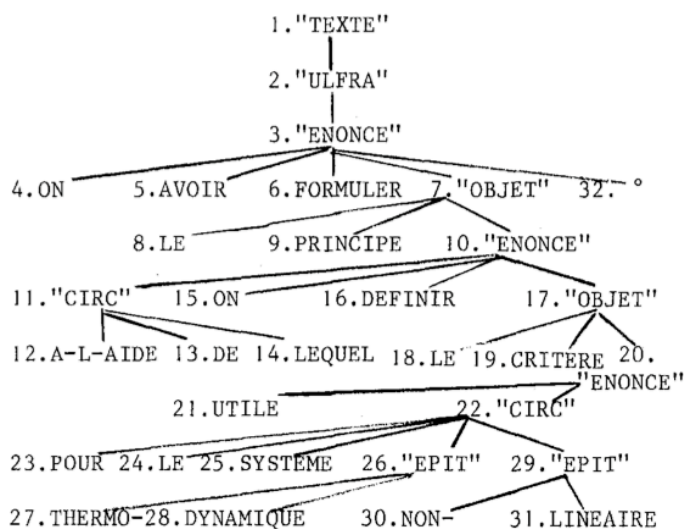 1."TEXTE"
2."ULFRA"
3."ENONCE"
4.ON 5.AVOIR 6.FORMULER 7."OBJET" 32. °
8.LE 9.PRINCIPE 10."ENONCE"
11."CIRC" 15.ON 16.DEFINIR 17."OBJET"
12.A-L-AIDE 13.DE 14.LEQUEL 18.LE 19.CRITERE 20.
"ENONCE"
21.UTILE 22."CIRC"
23.POUR 24.LE 25.SYSTEME 26."EPIT" 29."EPIT"
27.THERMO-28.DYNAMIQUE 30.NON- 31.LINEAIRE